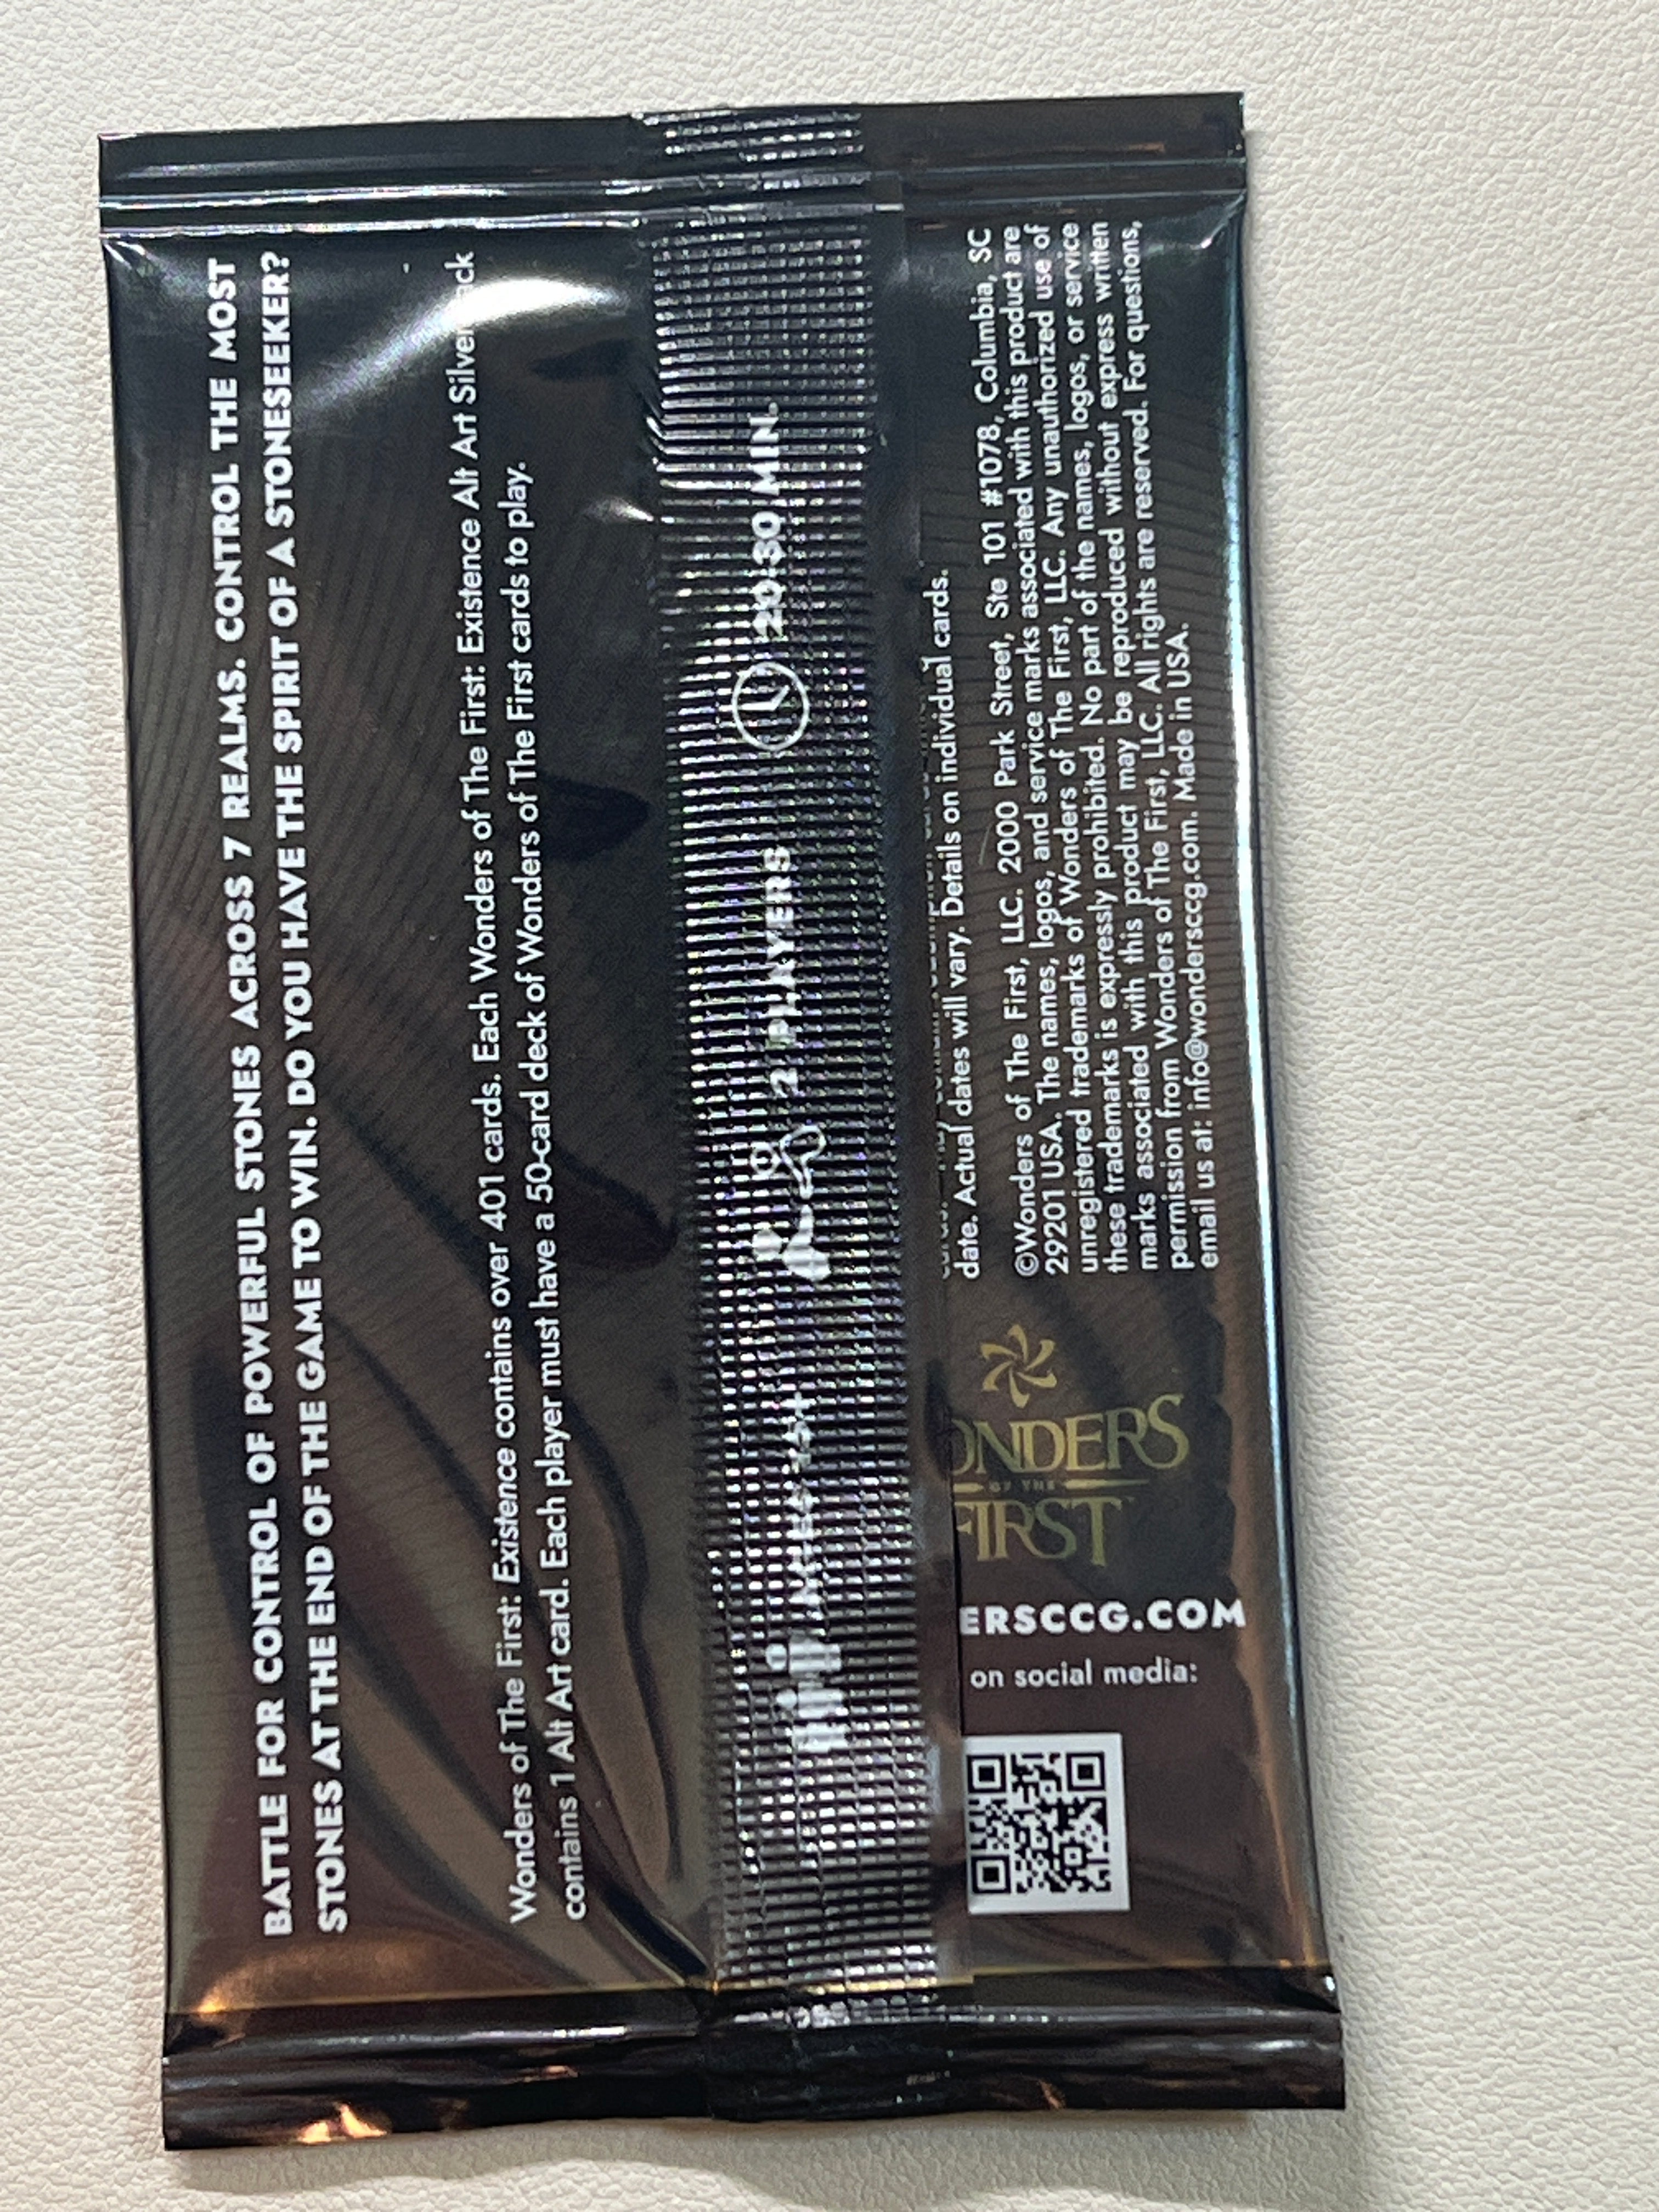 BATTLE FOR CONTROL OF POWERFUL STONES ACROSS 7 REALMS. CONTROL THE MOST
STONES AT THE END OF THE GAME TO WIN. DO YOU HAVE THE SPIRIT OF A STONESEEKER?
Wonders of The First: Existence contains over 401 cards. Each Wonders of The First: Existence Alt Art Silver ck
contains 1 Alt Art card. Each player must have a 50-card deck of Wonders of The First cards to play.
2 PLAYERS
20-30 MIN.
date. Actual dates will vary. Details on individual cards.
©Wonders of The First, LLC. 2000 Park Street, Ste 101 #1078, Columbia, SC
29201 USA. The names, logos, and service marks associated with this product are
unregistered trademarks of Wonders of The First, LLC. Any unauthorized use of
these trademarks is expressly prohibited. No part of the names, logos, or service
marks associated with this product may be reproduced without express written
permission from Wonders of The First, LLC. All rights are reserved. For questions,
email us at: info@wondersccg.com. Made in USA.
ONDERS
OF THE
FIRST
ERSCCG.COM
on social media: